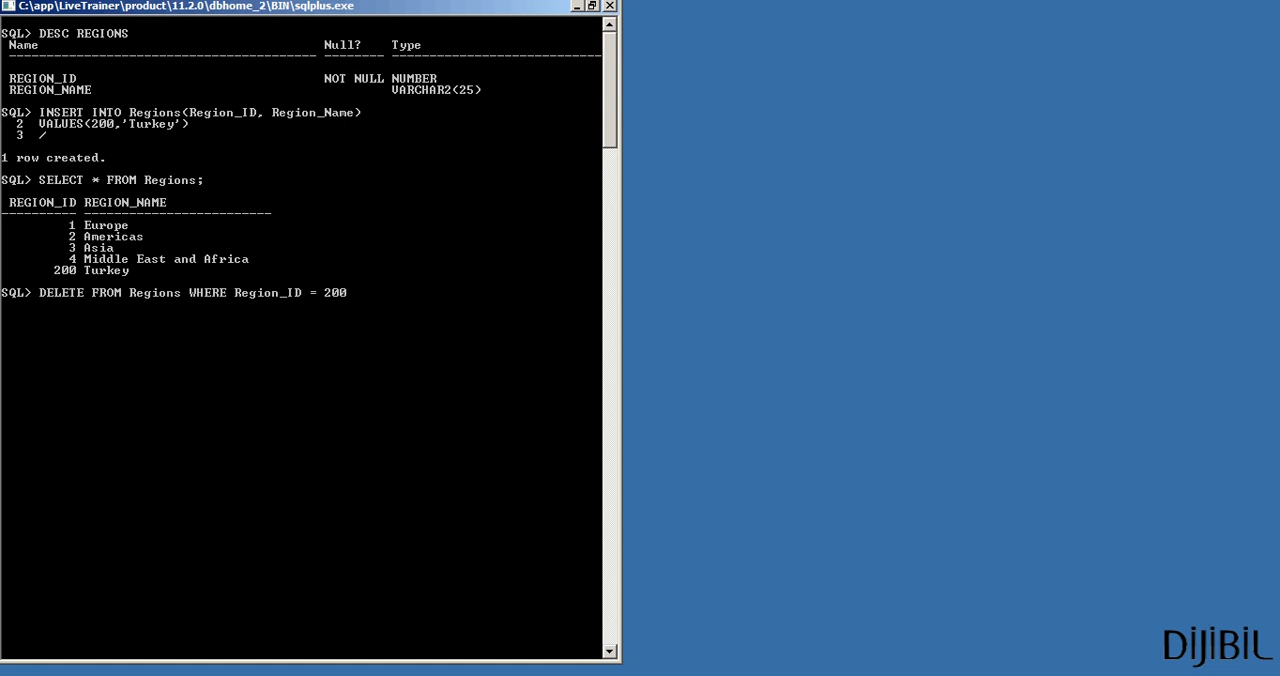 C:\app\LiveTrainer\product\11.2.0\dbhome_2\BIN\sqlplus.exe
SQL> DESC REGIONS
Name Null? Type
----------------------------------------- -------- ----------------------------
REGION_ID NOT NULL NUMBER
REGION_NAME VARCHAR2(25)
SQL> INSERT INTO Regions(Region_ID, Region_Name)
2 VALUES(200,'Turkey')
3 /
1 row created.
SQL> SELECT * FROM Regions;
REGION_ID REGION_NAME
---------- -------------------------
1 Europe
2 Americas
3 Asia
4 Middle East and Africa
200 Turkey
SQL> DELETE FROM Regions WHERE Region_ID = 200
DiJiBiL